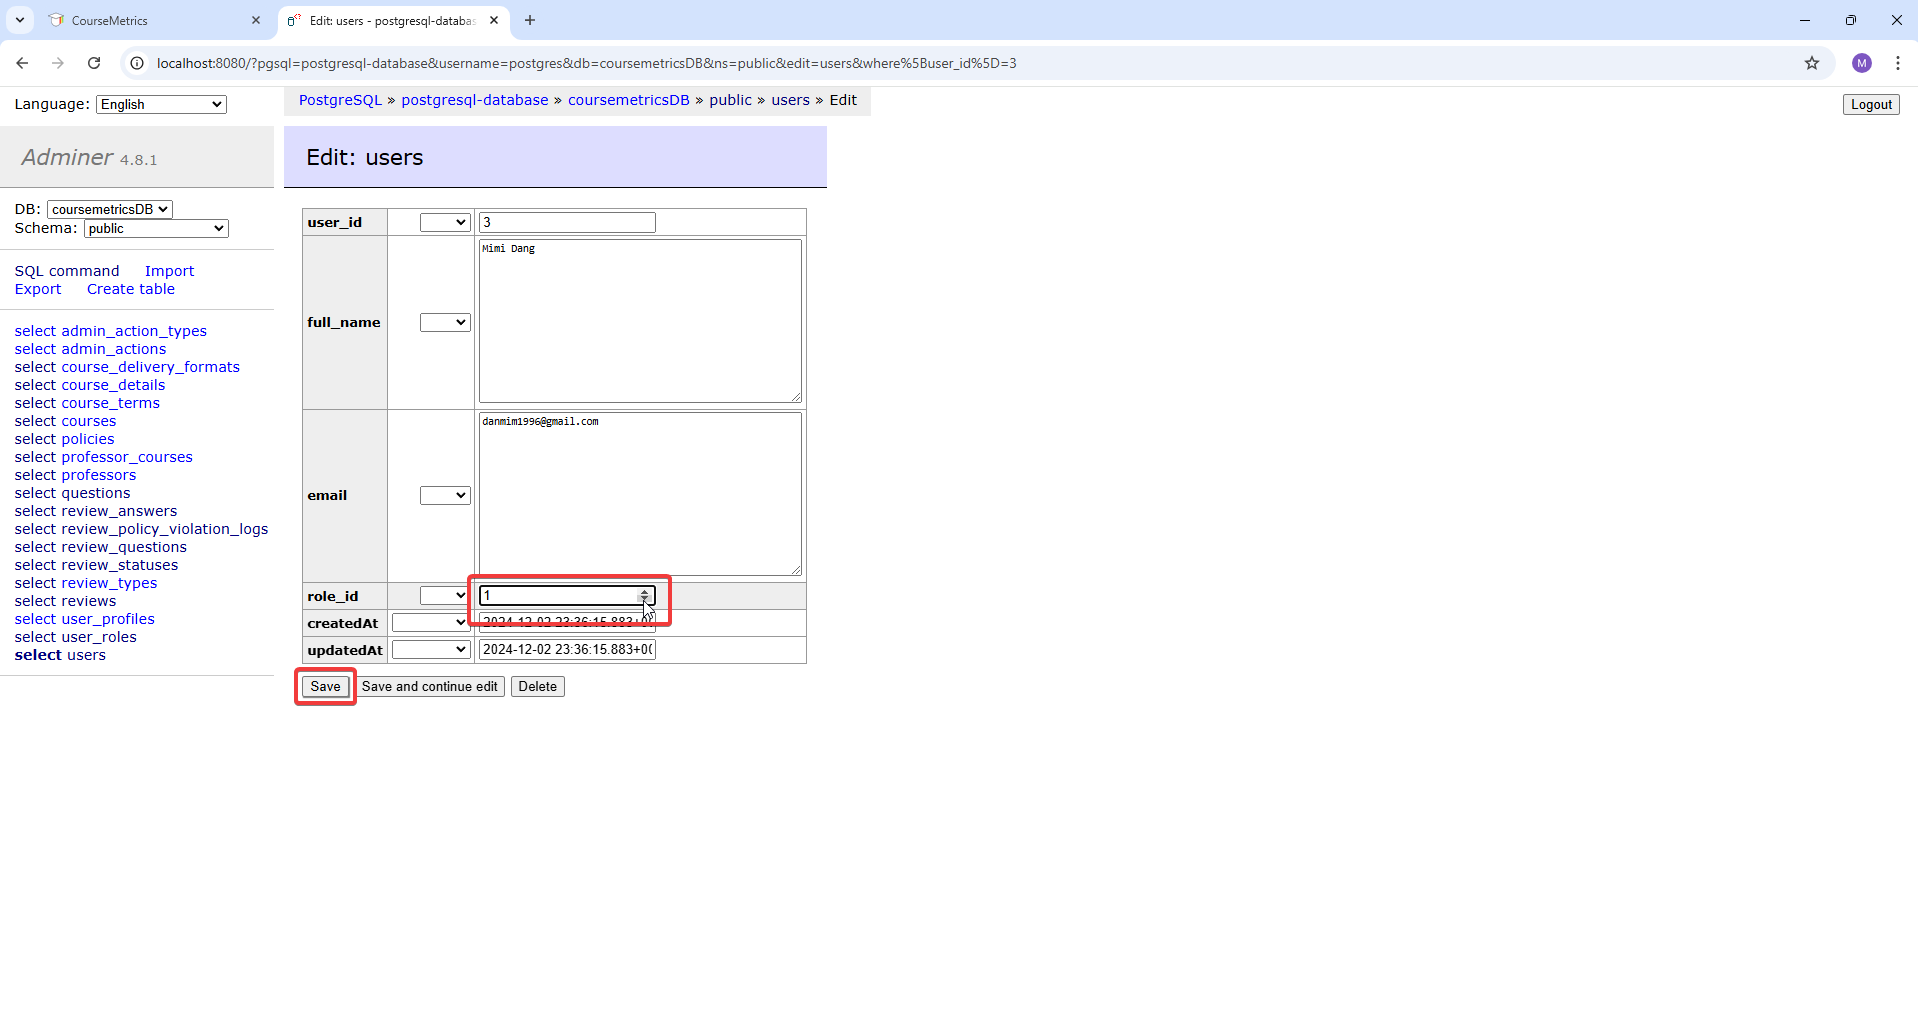 CourseMetrics
Edit: users - postgresql-databas
localhost:8080/?pgsql=postgresql-database&username=postgres&db=coursemetricsDB&ns=public&edit=users&where%5Buser_id%5D=3
M
Language: English
PostgreSQL » postgresql-database » coursemetricsDB » public » users » Edit
Logout
Adminer 4.8.1
Edit: users
DB: coursemetricsDB
Schema: public
SQL command Import
Export Create table
select admin_action_types
select admin_actions
select course_delivery_formats
select course_details
select course_terms
select courses
select policies
select professor_courses
select professors
select questions
select review_answers
select review_policy_violation_logs
select review_questions
select review_statuses
select review_types
select reviews
select user_profiles
select user_roles
select users
user_id 3
full_name Mimi Dang
email danmim1996@gmail.com
role_id 1
createdAt 2024-12-02 23:36:15.883+0
updatedAt 2024-12-02 23:36:15.883+00
Save Save and continue edit Delete